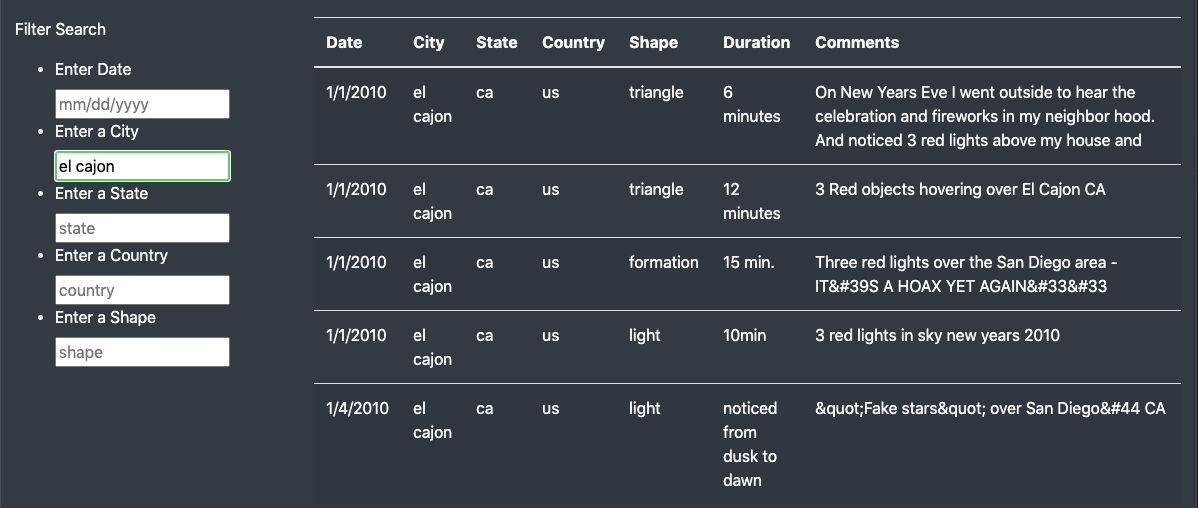 Filter Search
Enter Date
mm/dd/yyyy
Enter a City
el cajon
Enter a State
state
Enter a Country
country
Enter a Shape
shape
Date City State Country Shape Duration Comments
1/1/2010 el ca us triangle 6 On New Years Eve I went outside to hear the
cajon minutes celebration and fireworks in my neighbor hood.
And noticed 3 red lights above my house and
1/1/2010 el ca us triangle 12 3 Red objects hovering over El Cajon CA
cajon minutes
1/1/2010 el ca us formation 15 min. Three red lights over the San Diego area -
cajon IT&#39S A HOAX YET AGAIN&#33&#33
1/1/2010 el ca us light 10min 3 red lights in sky new years 2010
cajon
1/4/2010 el ca us light noticed &quot;Fake stars&quot; over San Diego&#44 CA
cajon from
dusk to
dawn